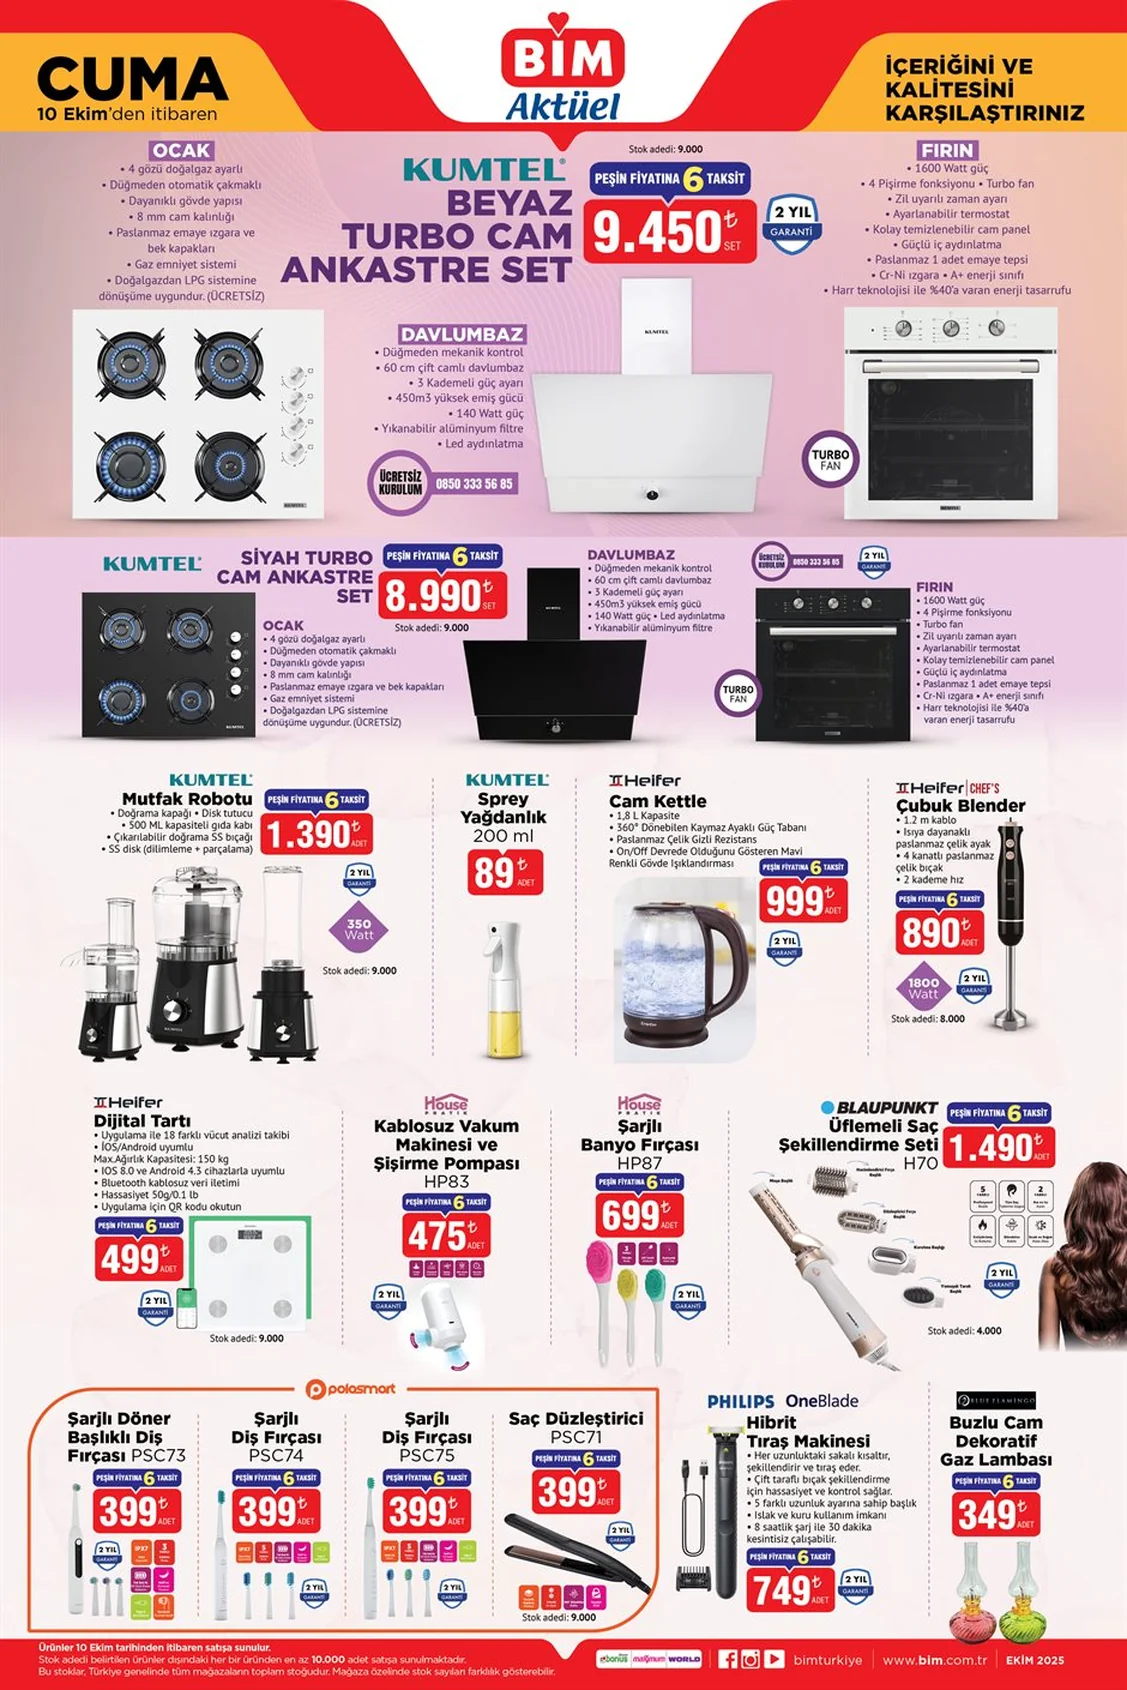 CUMA
10 Ekim'den itibaren
BİM
Aktüel
İÇERİĞİNİ VE
KALİTESİNİ
KARŞILAŞTIRINIZ
OCAK
• 4 gözü doğalgaz ayarlı
• Düğmeden otomatik çakmaklı
• Dayanıklı gövde yapısı
• 8 mm cam kalınlığı
• Paslanmaz emaye ızgara ve
bek kapakları
• Gaz emniyet sistemi
• Doğalgazdan LPG sistemine
dönüşüme uygundur. (ÜCRETSİZ)
KUMTEL
BEYAZ
TURBO CAM
ANKASTRE SET
Stok adedi: 9.000
PEŞİN FİYATINA 6 TAKSİT
9.450₺
SET
2 YIL
GARANTİ
FIRIN
• 1600 Watt güç
• 4 Pişirme fonksiyonu • Turbo fan
• Zil uyarılı zaman ayarı
• Ayarlanabilir termostat
• Kolay temizlenebilir cam panel
• Güçlü iç aydınlatma
• Paslanmaz 1 adet emaye tepsi
• Cr-Ni ızgara • A+ enerji sınıfı
• Harr teknolojisi ile %40'a varan enerji tasarrufu
DAVLUMBAZ
• Düğmeden mekanik kontrol
• 60 cm çift camlı davlumbaz
• 3 Kademeli güç ayarı
• 450m3 yüksek emiş gücü
• 140 Watt güç
• Yıkanabilir alüminyum filtre
• Led aydınlatma
ÜCRETSİZ
KURULUM
0850 333 56 85
KUMTEL
TURBO
FAN
KUMTEL
SİYAH TURBO
CAM ANKASTRE
SET
PEŞİN FİYATINA 6 TAKSİT
8.990₺
SET
Stok adedi: 9.000
OCAK
• 4 gözü doğalgaz ayarlı
• Düğmeden otomatik çakmaklı
• Dayanıklı gövde yapısı
• 8 mm cam kalınlığı
• Paslanmaz emaye ızgara ve bek kapakları
• Gaz emniyet sistemi
• Doğalgazdan LPG sistemine
dönüşüme uygundur. (ÜCRETSİZ)
KUMTEL
DAVLUMBAZ
• Düğmeden mekanik kontrol
• 60 cm çift camlı davlumbaz
• 3 Kademeli güç ayarı
• 450m3 yüksek emiş gücü
• 140 Watt güç • Led aydınlatma
• Yıkanabilir alüminyum filtre
ÜCRETSİZ
KURULUM
0850 333 56 85
2 YIL
GARANTİ
TURBO
FAN
FIRIN
• 1600 Watt güç
• 4 Pişirme fonksiyonu
• Turbo fan
• Zil uyarı zaman ayarı
• Ayarlanabilir termostat
• Kolay temizlenebilir cam panel
• Güçlü iç aydınlatma
• Paslanmaz 1 adet emaye tepsi
• Cr-Ni ızgara • A+ enerji sınıfı
• Harr teknolojisi ile %40'a
varan enerji tasarrufu
KUMTEL
Mutfak Robotu
• Doğrama kapağı • Disk tutucu
• 500 ML kapasiteli gıda kabı
• Çıkarılabilir doğrama SS bıçağı
• SS disk (dilimleme + parçalama)
PEŞİN FİYATINA 6 TAKSİT
1.390₺
ADET
2 YIL
GARANTİ
350
Watt
Stok adedi: 9.000
KUMTEL
KUMTEL
Sprey
Yağdanlık
200 ml
89₺
ADET
Heifer
Cam Kettle
• 1,8 L Kapasite
• 360° Dönebilen Kaymaz Ayaklı Güç Tabanı
• Paslanmaz Çelik Gizli Rezistans
• On/Off Devrede Olduğunu Gösteren Mavi
Renkli Gövde Işıklandırması
PEŞİN FİYATINA 6 TAKSİT
999₺
ADET
2 YIL
GARANTİ
Heifer CHEF'S
Çubuk Blender
• 1.2 m kablo
• Isıya dayanaklı
paslanmaz çelik ayak
• 4 kanatlı paslanmaz
çelik bıçak
• 2 kademe hız
PEŞİN FİYATINA 6 TAKSİT
890₺
ADET
1800
Watt
2 YIL
GARANTİ
Stok adedi: 8.000
Heifer
Dijital Tartı
• Uygulama ile 18 farklı vücut analizi takibi
• İOS/Android uyumlu
Max.Ağırlık Kapasitesi: 150 kg
• IOS 8.0 ve Android 4.3 cihazlarla uyumlu
• Bluetooth kablosuz veri iletimi
• Hassasiyet 50g/0.1 lb
• Uygulama için QR kodu okutun
PEŞİN FİYATINA 6 TAKSİT
499₺
ADET
2 YIL
GARANTİ
Stok adedi: 9.000
House
PRATİK
Kablosuz Vakum
Makinesi ve
Şişirme Pompası
HP83
PEŞİN FİYATINA 6 TAKSİT
475₺
ADET
2 YIL
GARANTİ
House
PRATİK
Şarjlı
Banyo Fırçası
HP87
PEŞİN FİYATINA 6 TAKSİT
699₺
ADET
2 YIL
GARANTİ
BLAUPUNKT
Üflemeli Saç
Şekillendirme Seti
H70
PEŞİN FİYATINA 6 TAKSİT
1.490₺
ADET
2 YIL
GARANTİ
Stok adedi: 4.000
polosmart
Şarjlı Döner
Başlıklı Diş
Fırçası PSC73
PEŞİN FİYATINA 6 TAKSİT
399₺
ADET
2 YIL
GARANTİ
IPX7
Şarjlı
Diş Fırçası
PSC74
PEŞİN FİYATINA 6 TAKSİT
399₺
ADET
IPX7
2 YIL
GARANTİ
Şarjlı
Diş Fırçası
PSC75
PEŞİN FİYATINA 6 TAKSİT
399₺
ADET
IPX7
2 YIL
GARANTİ
Saç Düzleştirici
PSC71
PEŞİN FİYATINA 6 TAKSİT
399₺
ADET
2 YIL
GARANTİ
Stok adedi: 9.000
PHILIPS OneBlade
Hibrit
Tıraş Makinesi
• Her uzunluktaki sakalı kısaltır,
şekillendirir ve tıraş eder.
• Çift taraflı bıçak şekillendirme
için hassasiyet ve kontrol sağlar.
• 5 farklı uzunluk ayarına sahip başlık
• Islak ve kuru kullanım imkanı
• 8 saatlik şarj ile 30 dakika
kesintisiz çalışabilir.
PEŞİN FİYATINA 6 TAKSİT
749₺
ADET
2 YIL
GARANTİ
BLUE FLAMINGO
Buzlu Cam
Dekoratif
Gaz Lambası
PEŞİN FİYATINA 6 TAKSİT
349₺
ADET
Ürünler 10 Ekim tarihinden itibaren satışa sunulur.
Stok adedi belirtilen ürünler dışındaki her bir üründen en az 10.000 adet satışa sunulmaktadır.
Bu stoklar, Türkiye genelinde tüm mağazaların toplam stoğudur. Mağaza özelinde stok sayıları farklılık gösterebilir.
bonus maximum WORLD
bimturkiye
www.bim.com.tr
EKİM 2025